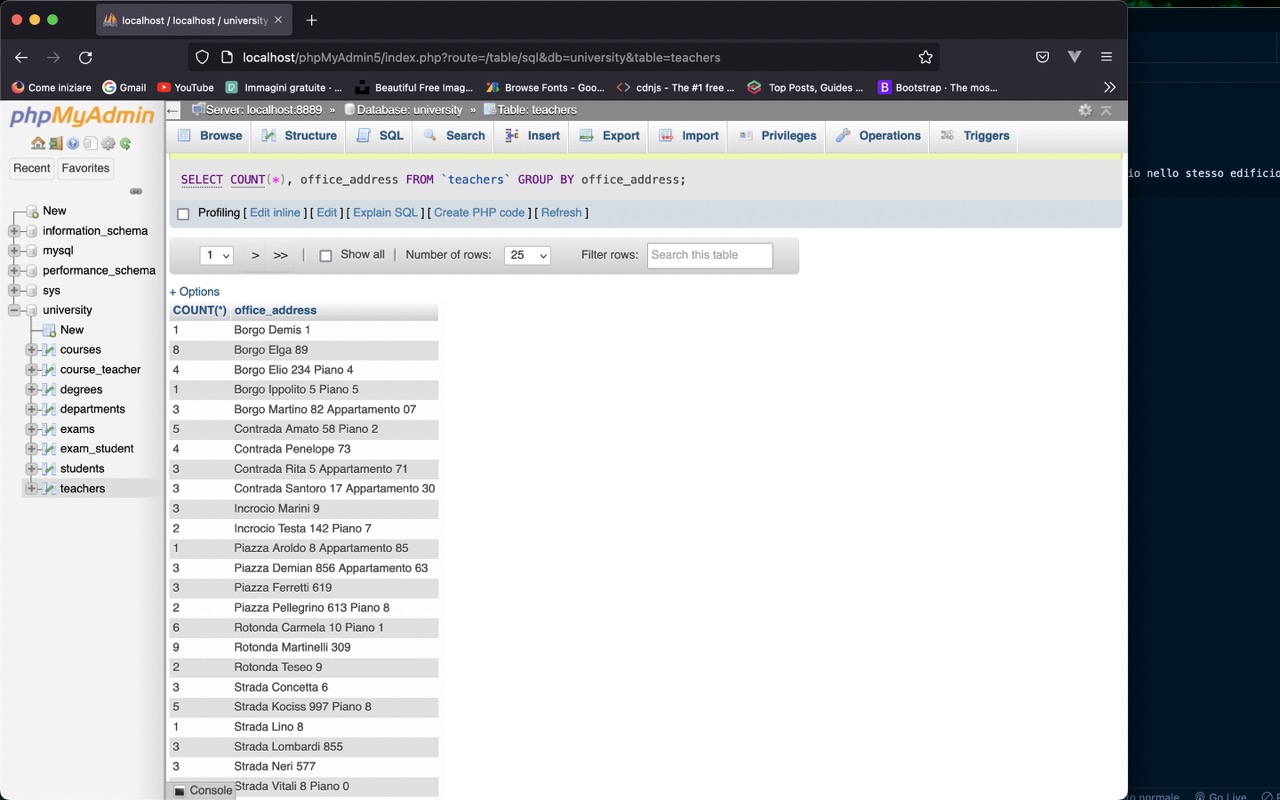 localhost / localhost / university
localhost/phpMyAdmin5/index.php?route=/table/sql&db=university&table=teachers
Come iniziare Gmail YouTube Immagini gratuite · ... Beautiful Free Imag... Browse Fonts - Goo... cdnjs - The #1 free ... Top Posts, Guides ... Bootstrap · The mos...
phpMyAdmin
Recent Favorites
New
information_schema
mysql
performance_schema
sys
university
New
courses
course_teacher
degrees
departments
exams
exam_student
students
teachers
Server: localhost:8889 » Database: university » Table: teachers
Browse Structure SQL Search Insert Export Import Privileges Operations Triggers
SELECT COUNT(*), office_address FROM `teachers` GROUP BY office_address;
Profiling [ Edit inline ] [ Edit ] [ Explain SQL ] [ Create PHP code ] [ Refresh ]
1 > >> | Show all | Number of rows: 25 Filter rows: Search this table
+ Options
COUNT(*) office_address
1 Borgo Demis 1
8 Borgo Elga 89
4 Borgo Elio 234 Piano 4
1 Borgo Ippolito 5 Piano 5
3 Borgo Martino 82 Appartamento 07
5 Contrada Amato 58 Piano 2
4 Contrada Penelope 73
3 Contrada Rita 5 Appartamento 71
3 Contrada Santoro 17 Appartamento 30
3 Incrocio Marini 9
2 Incrocio Testa 142 Piano 7
1 Piazza Aroldo 8 Appartamento 85
3 Piazza Demian 856 Appartamento 63
3 Piazza Ferretti 619
2 Piazza Pellegrino 613 Piano 8
6 Rotonda Carmela 10 Piano 1
9 Rotonda Martinelli 309
2 Rotonda Teseo 9
3 Strada Concetta 6
5 Strada Kociss 997 Piano 8
1 Strada Lino 8
3 Strada Lombardi 855
3 Strada Neri 577
Strada Vitali 8 Piano 0
Console
io nello stesso edificio
normale Go Live